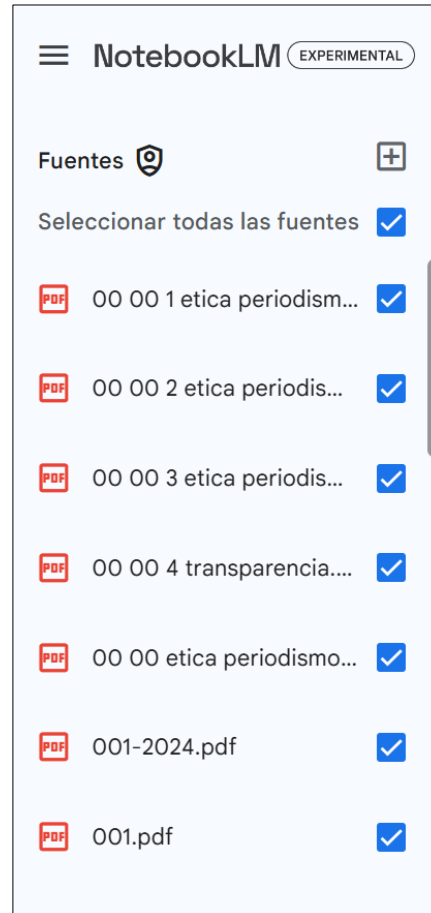 NotebookLM EXPERIMENTAL
Fuentes
Seleccionar todas las fuentes
PDF 00 00 1 etica periodism...
PDF 00 00 2 etica periodis...
PDF 00 00 3 etica periodis...
PDF 00 00 4 transparencia....
PDF 00 00 etica periodismo...
PDF 001-2024.pdf
PDF 001.pdf